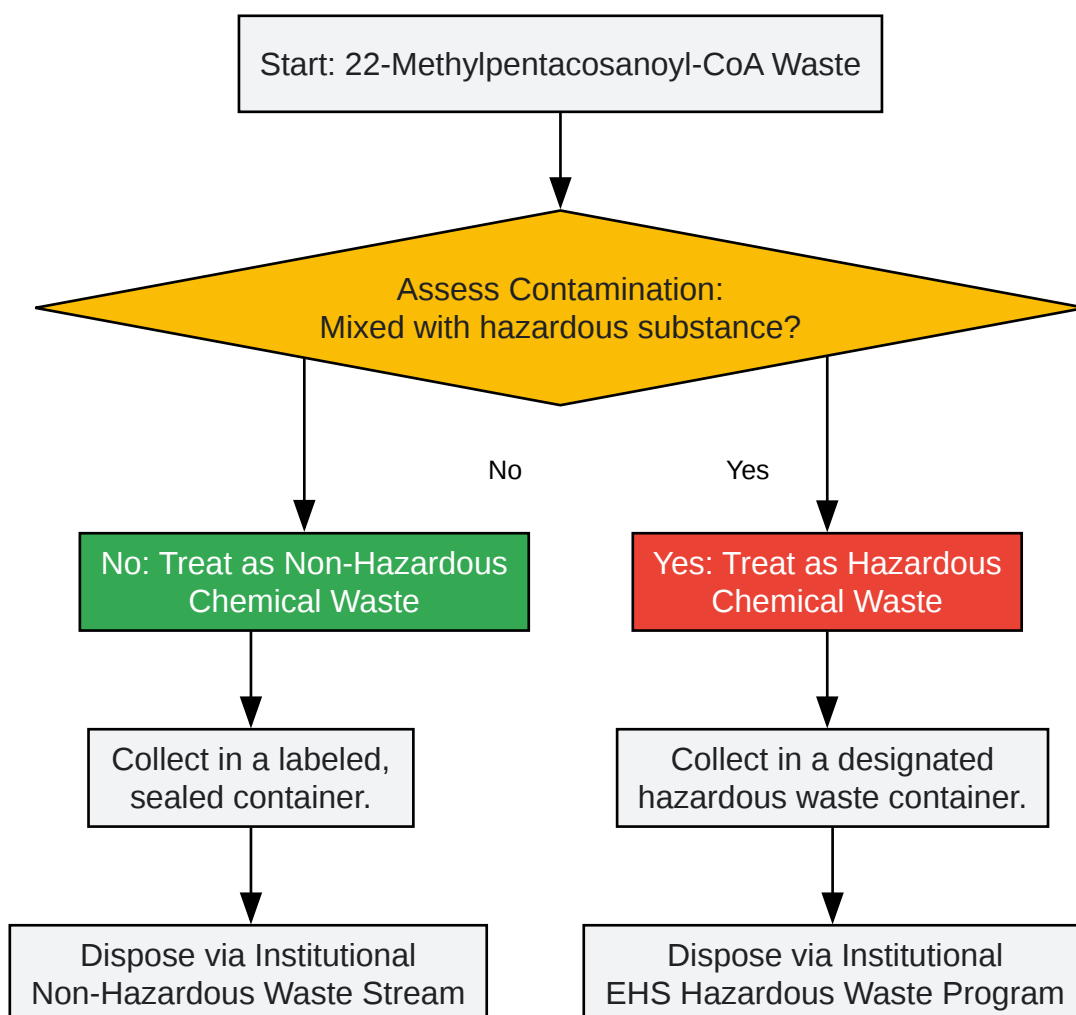 Start: 22-Methylpentacosanoyl-CoA Waste
Assess Contamination:
Mixed with hazardous substance?
No
Yes
No: Treat as Non-Hazardous
Chemical Waste
Yes: Treat as Hazardous
Chemical Waste
Collect in a labeled,
sealed container.
Collect in a designated
hazardous waste container.
Dispose via Institutional
Non-Hazardous Waste Stream
Dispose via Institutional
EHS Hazardous Waste Program